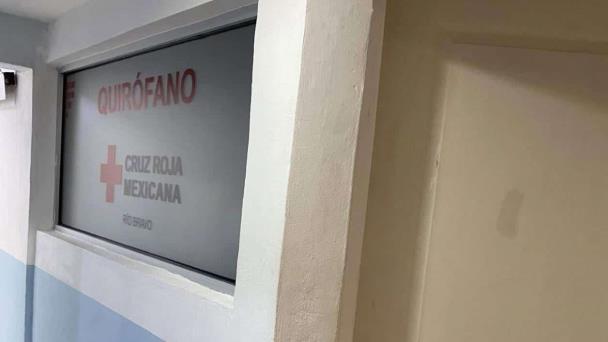 QUIRÓFANO
CRUZ ROJA
MEXICANA
RÍO BRAVO